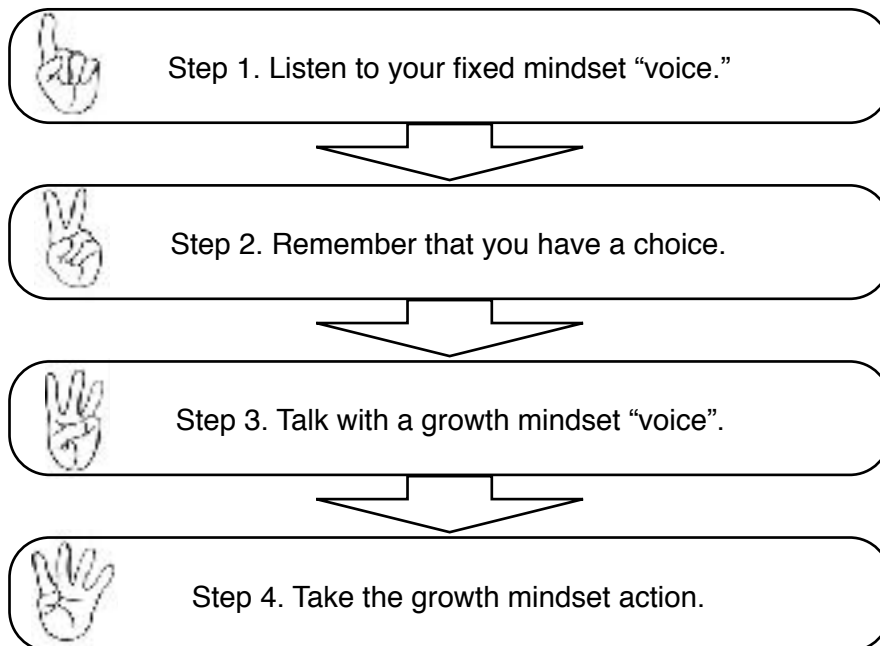 Step 1. Listen to your fixed mindset “voice.”
Step 2. Remember that you have a choice.
Step 3. Talk with a growth mindset “voice”.
Step 4. Take the growth mindset action.